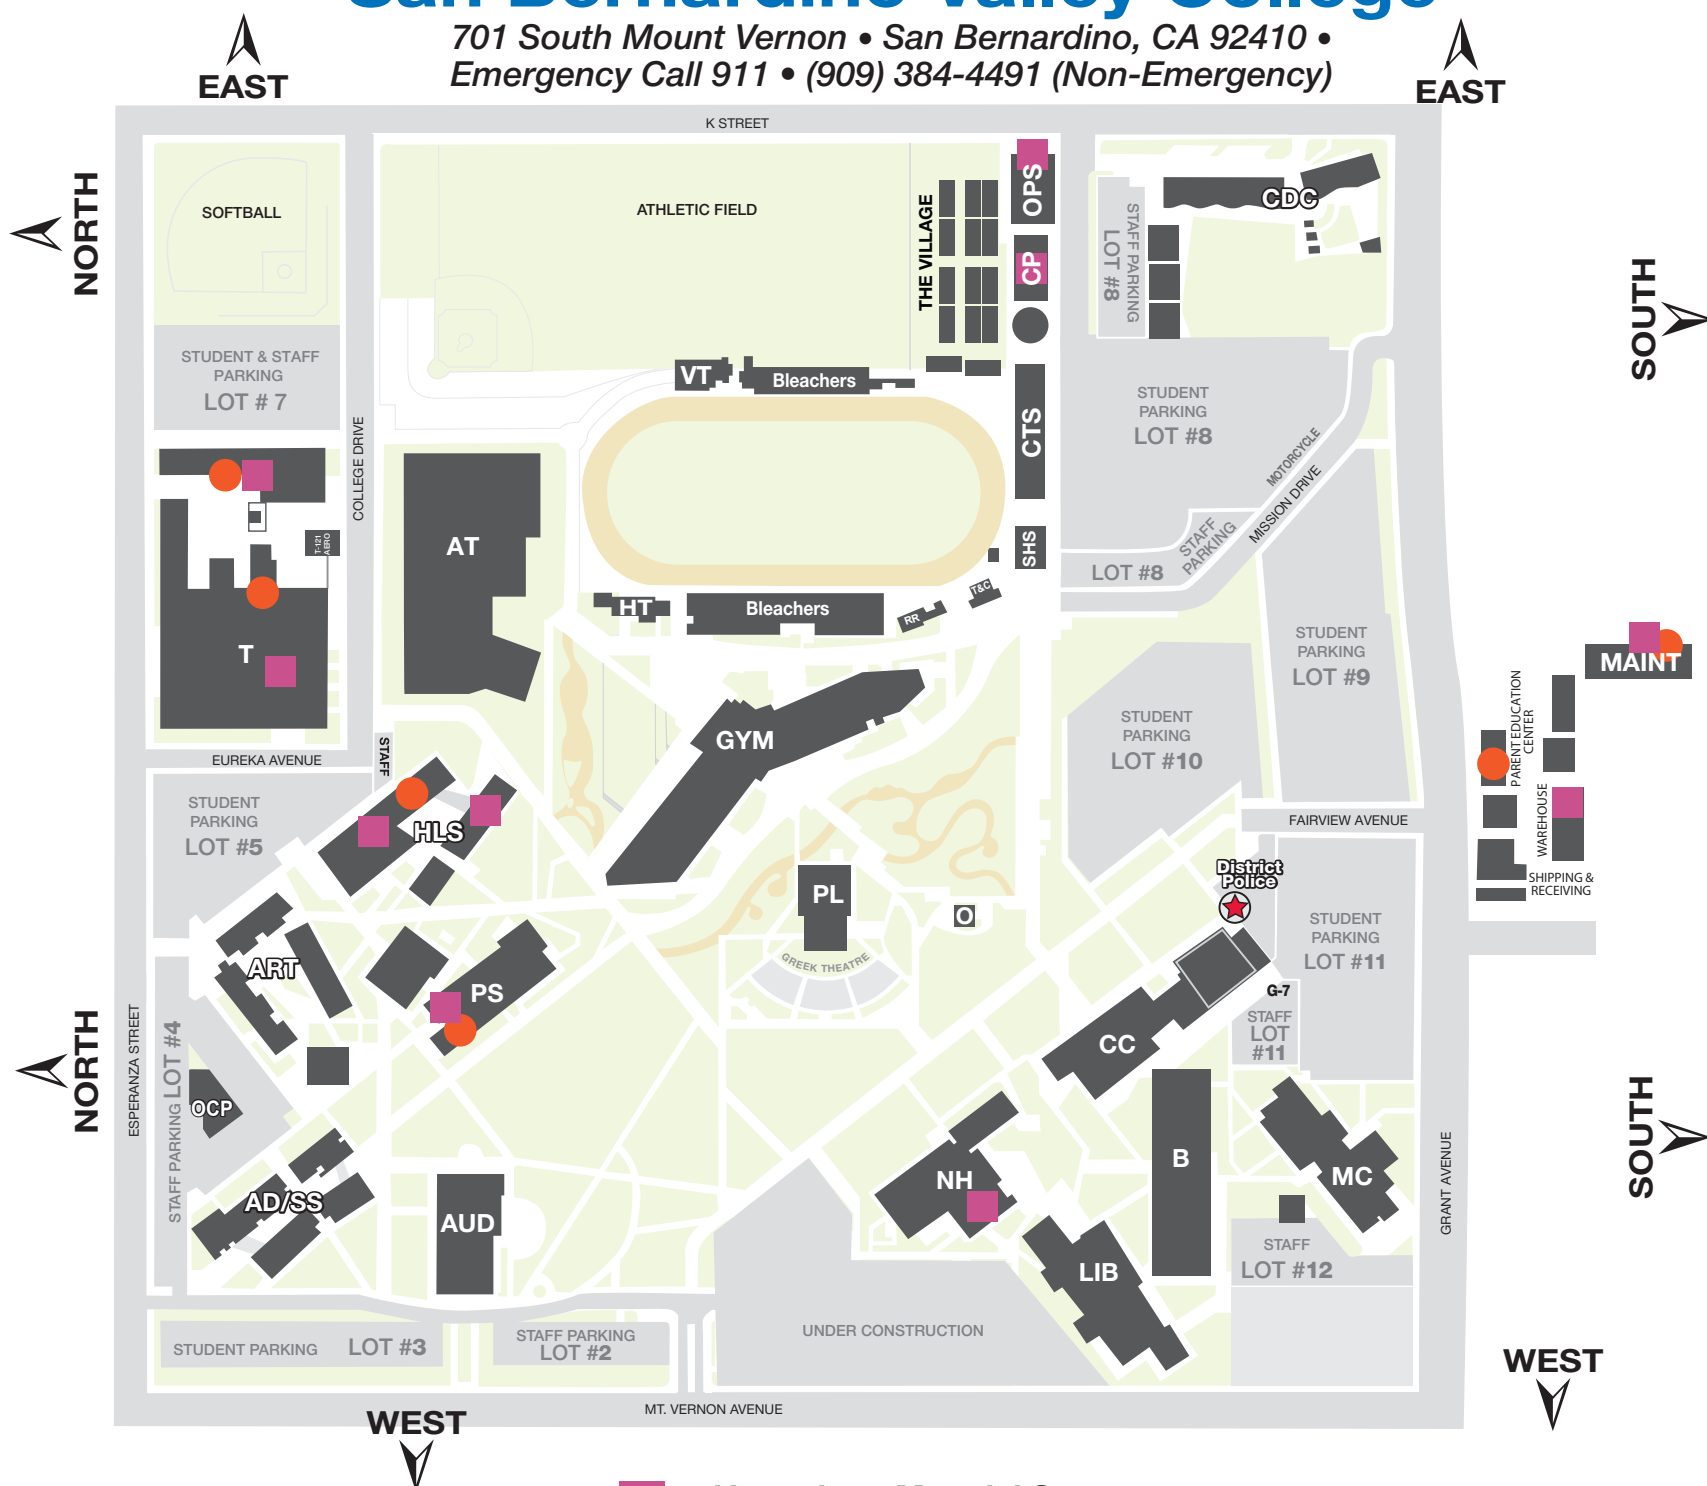 San Bernardino Valley College
701 South Mount Vernon • San Bernardino, CA 92410 •
Emergency Call 911 • (909) 384-4491 (Non-Emergency)
EAST
EAST
K STREET
NORTH
SOFTBALL
ATHLETIC FIELD
THE VILLAGE
OPS
CP
CDC
STAFF PARKING
LOT #8
SOUTH
STUDENT & STAFF
PARKING
LOT # 7
VT
Bleachers
CTS
STUDENT
PARKING
LOT #8
COLLEGE DRIVE
MOTORCYCLE
MISSION DRIVE
T-121
AERO
AT
SHS
STAFF
PARKING
LOT #8
HT
Bleachers
RR
T&C
T
STUDENT
PARKING
LOT #9
MAINT
PARENT EDUCATION
CENTER
STAFF
GYM
STUDENT
PARKING
LOT #10
EUREKA AVENUE
STUDENT
PARKING
LOT #5
HLS
FAIRVIEW AVENUE
WAREHOUSE
SHIPPING &
RECEIVING
District
Police
PL
O
GREEK THEATRE
STUDENT
PARKING
LOT #11
ART
PS
G-7
STAFF
LOT
#11
CC
NORTH
ESPERANZA STREET
STAFF PARKING LOT #4
OCP
SOUTH
GRANT AVENUE
B
MC
NH
AD/SS
AUD
STAFF
LOT #12
LIB
UNDER CONSTRUCTION
STUDENT PARKING LOT #3
STAFF PARKING
LOT #2
WEST
MT. VERNON AVENUE
WEST